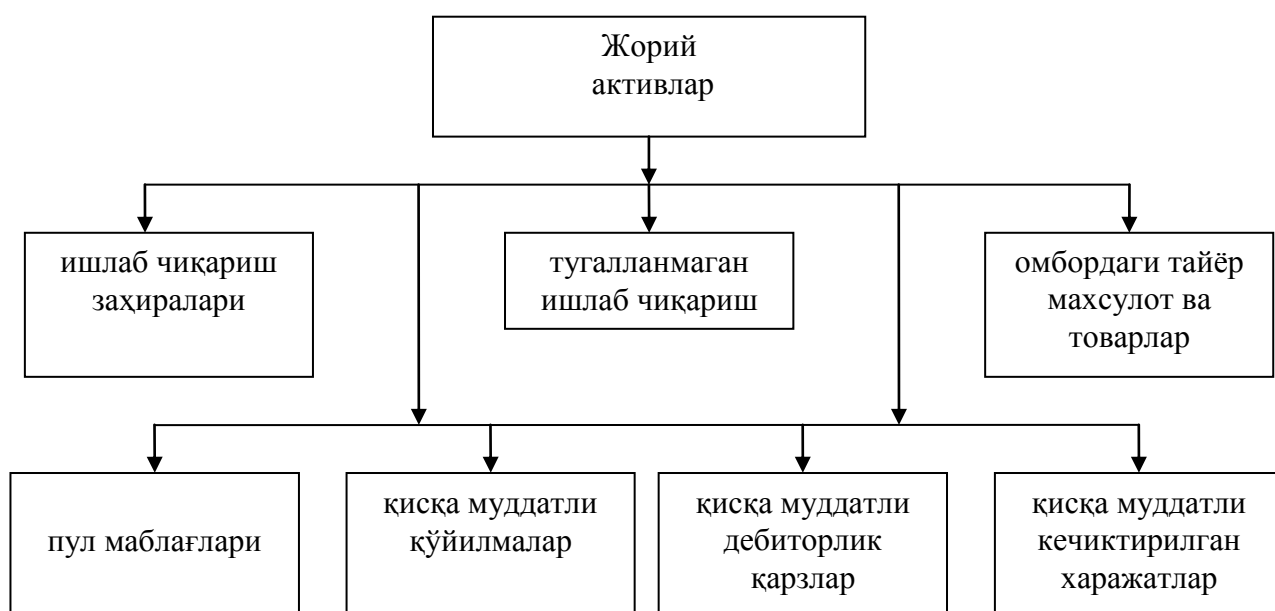 Жорий
активлар
ишлаб чиқариш
заҳиралари
тугалланмаган
ишлаб чиқариш
омбордаги тайёр
махсулот ва
товарлар
пул маблағлари
қисқа муддатли
қўйилмалар
қисқа муддатли
дебиторлик
қарзлар
қисқа муддатли
кечиктирилган
харажатлар